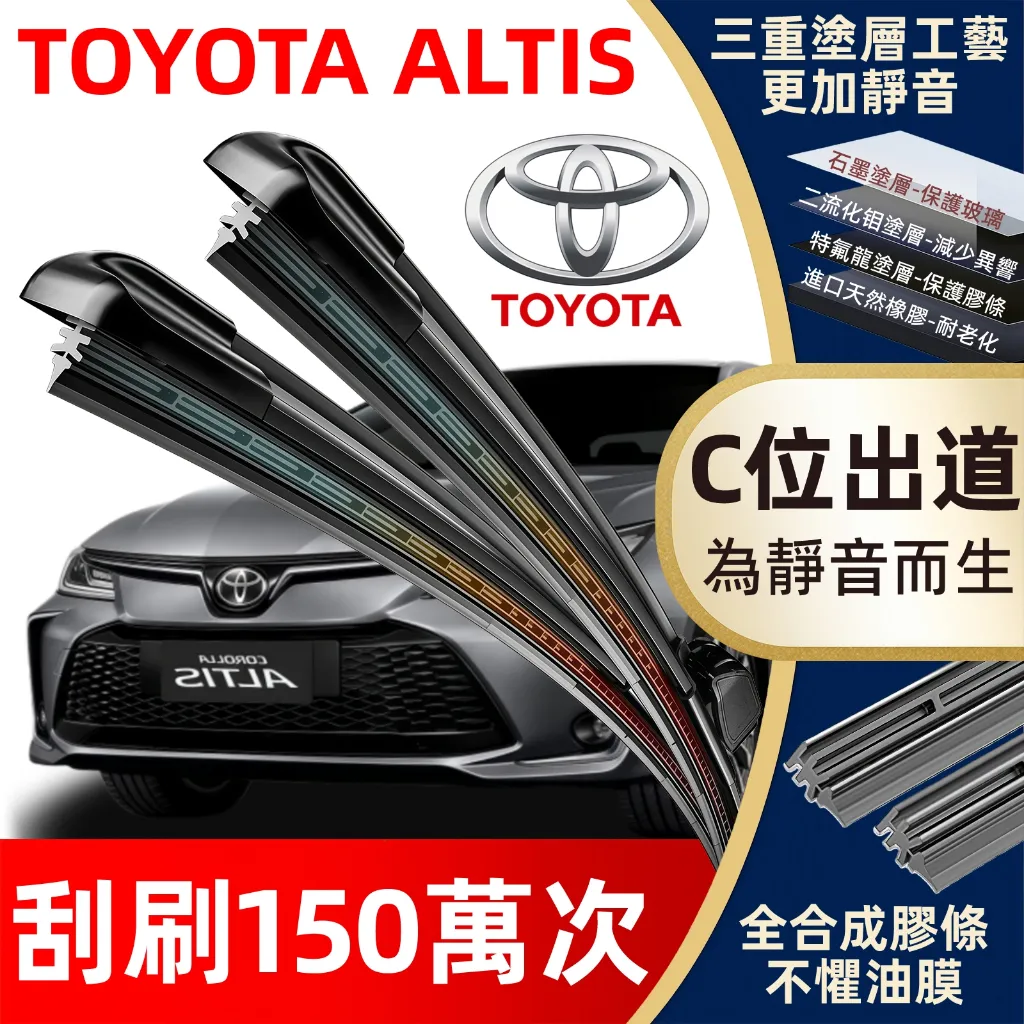 TOYOTA ALTIS
TOYOTA
三重塗層工藝
更加靜音
石墨塗層-保護玻璃
二流化钼塗層-減少異響
特氟龍塗層-保護膠條
進口天然橡膠-耐老化
C位出道
為靜音而生
COROLLA
ALTIS
刮刷150萬次
全合成膠條
不懼油膜